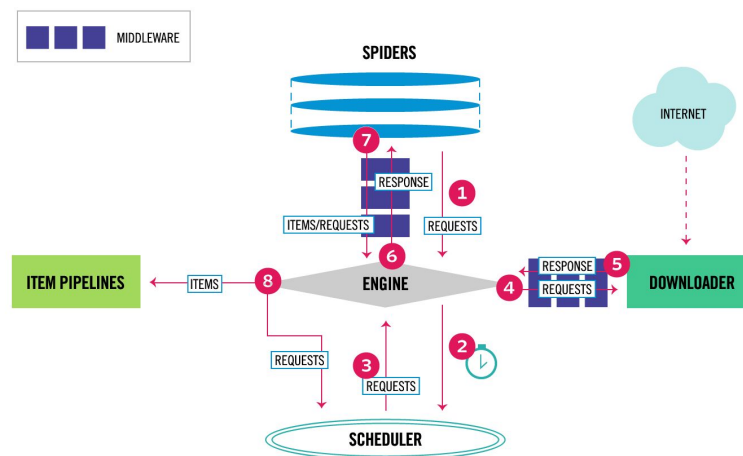 MIDDLEWARE
SPIDERS
INTERNET
7
RESPONSE
1
ITEMS/REQUESTS
REQUESTS
6
RESPONSE
5
ITEM PIPELINES
ITEMS
8
ENGINE
4
REQUESTS
DOWNLOADER
2
REQUESTS
3
REQUESTS
SCHEDULER